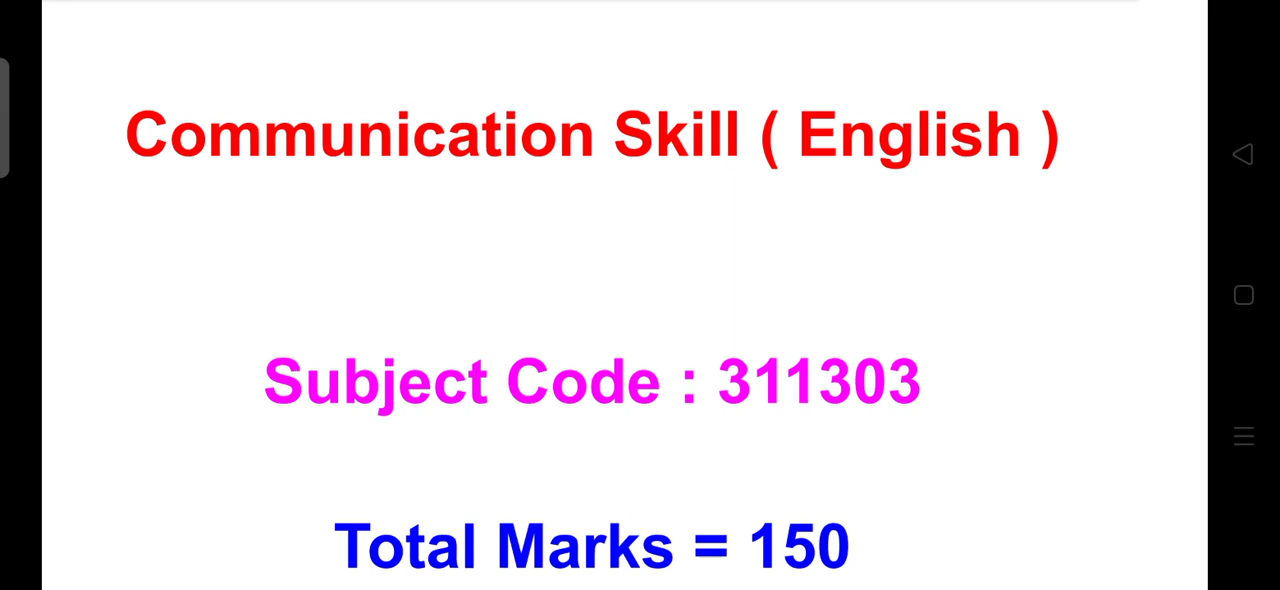 Communication Skill ( English )
Subject Code : 311303
Total Marks = 150